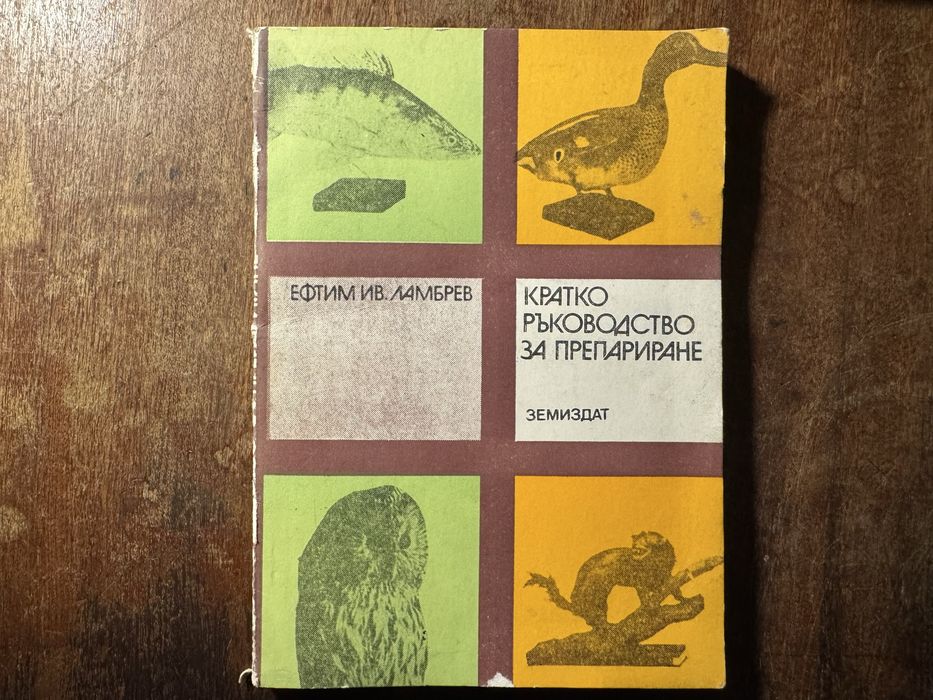 ЕФТИМ ИВ. ЛАМБРЕВ
КРАТКО
РЪКОВОДСТВО
ЗА ПРЕПАРИРАНЕ
ЗЕМИЗДАТ